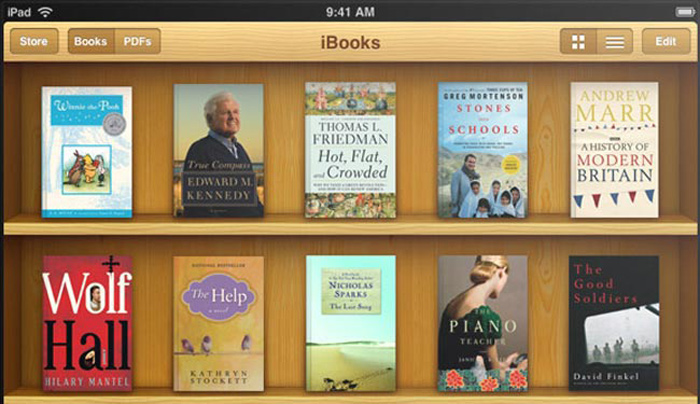 iPad
9:41 AM
Store
Books
PDFs
iBooks
Edit
Winnie the Pooh
True Compass
EDWARD M. KENNEDY
THOMAS L. FRIEDMAN
Hot, Flat,
and Crowded
GREG MORTENSON
STONES
INTO
SCHOOLS
ANDREW
MARR
A HISTORY OF
MODERN
BRITAIN
Wolf
Hall
HILARY MANTEL
NATIONAL BESTSELLER
The Help
A NOVEL
KATHRYN
STOCKETT
NICHOLAS
SPARKS
The Last Song
THE
PIANO
TEACHER
The
Good
Soldiers
David Finkel